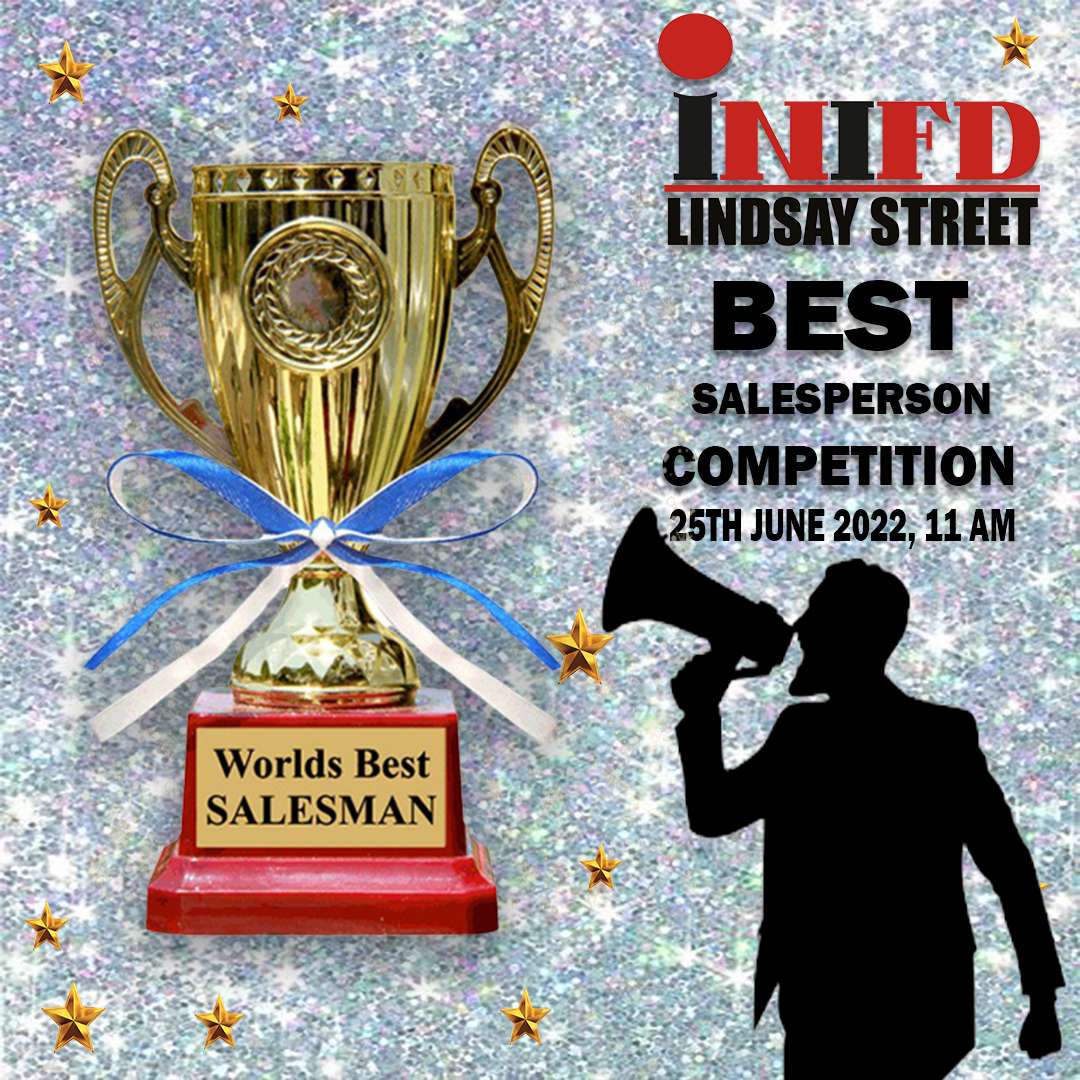 INIFD
LINDSAY STREET
BEST
SALESPERSON
COMPETITION
25TH JUNE 2022, 11 AM
Worlds Best
SALESMAN